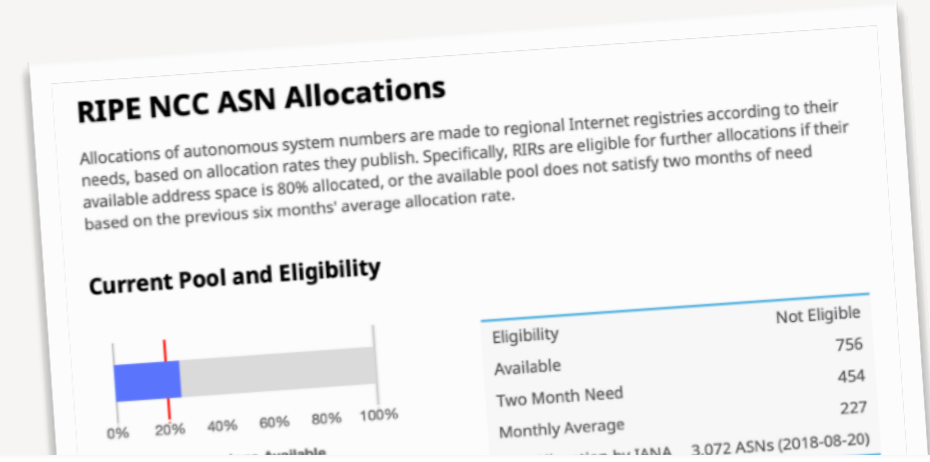 RIPE NCC ASN Allocations
Allocations of autonomous system numbers are made to regional Internet registries according to their
needs, based on allocation rates they publish. Specifically, RIRs are eligible for further allocations if their
available address space is 80% allocated, or the available pool does not satisfy two months of need
based on the previous six months' average allocation rate.
Current Pool and Eligibility
0% 20% 40% 60% 80% 100%
Available
Eligibility Not Eligible
Available 756
Two Month Need 454
Monthly Average 227
by IANA 3,072 ASNs (2018-08-20)